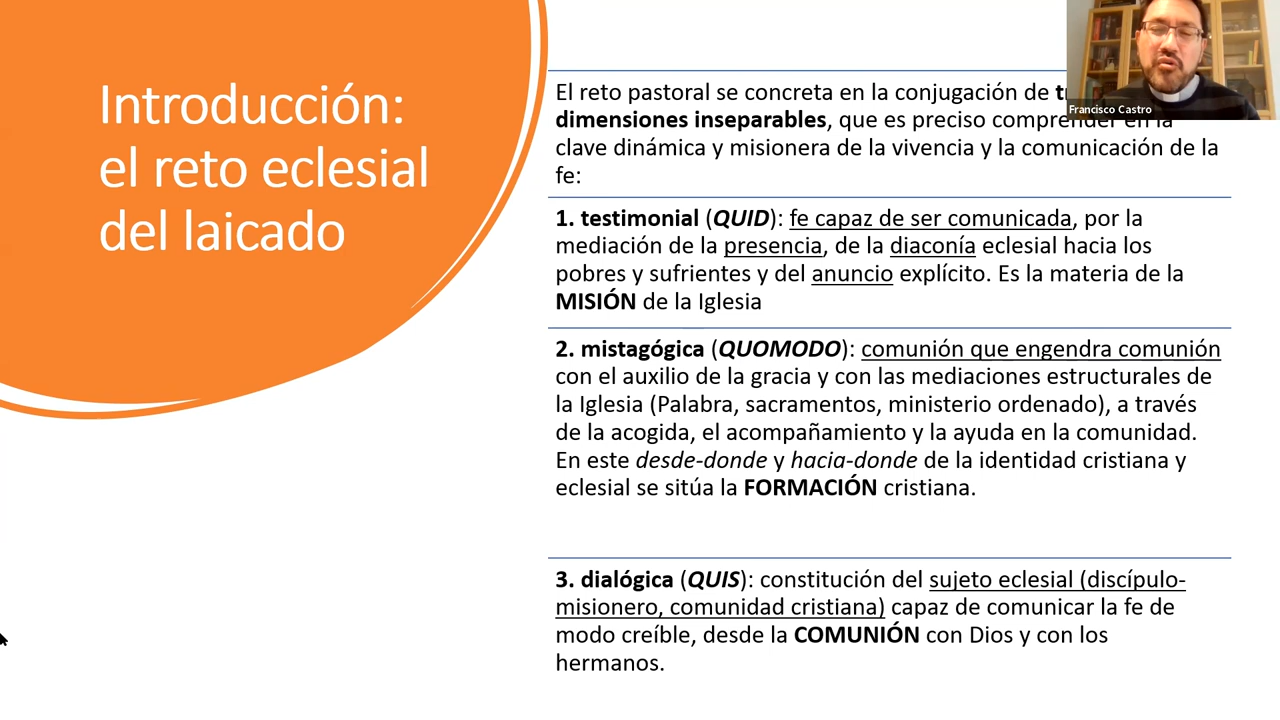 Introducción:
el reto eclesial
del laicado
El reto pastoral se concreta en la conjugación de
dimensiones inseparables, que es preciso comprender en la
clave dinámica y misionera de la vivencia y la comunicación de la
fe:
1. testimonial (QUID): fe capaz de ser comunicada, por la
mediación de la presencia, de la diaconía eclesial hacia los
pobres y sufrientes y del anuncio explícito. Es la materia de la
MISIÓN de la Iglesia
2. mistagógica (QUOMODO): comunión que engendra comunión
con el auxilio de la gracia y con las mediaciones estructurales de
la Iglesia (Palabra, sacramentos, ministerio ordenado), a través
de la acogida, el acompañamiento y la ayuda en la comunidad.
En este desde-donde y hacia-donde de la identidad cristiana y
eclesial se sitúa la FORMACIÓN cristiana.
3. dialógica (QUIS): constitución del sujeto eclesial (discípulo-
misionero, comunidad cristiana) capaz de comunicar la fe de
modo creíble, desde la COMUNIÓN con Dios y con los
hermanos.
Francisco Castro